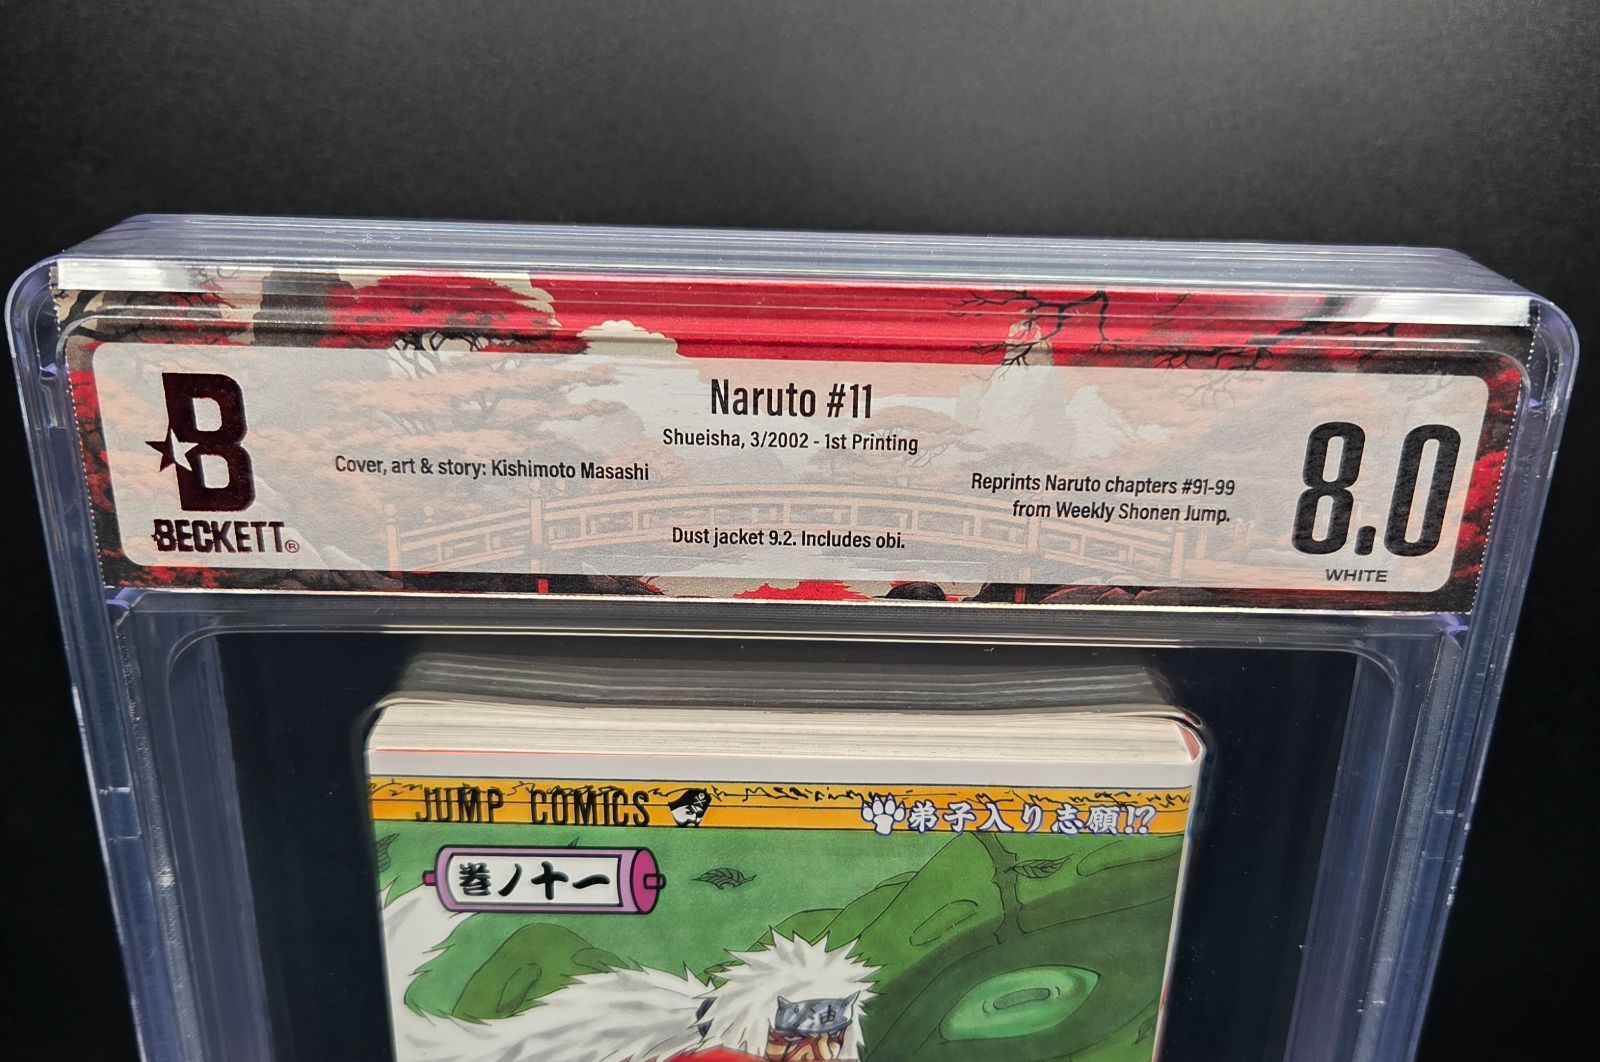 Naruto #11
Shueisha, 3/2002 - 1st Printing
Cover, art & story: Kishimoto Masashi
Reprints Naruto chapters #91-99
from Weekly Shonen Jump.
Dust jacket 9.2. Includes obi.
B
BECKETT®
8.0
WHITE
JUMP COMICS
弟子入り志願!?
巻ノ十一
油